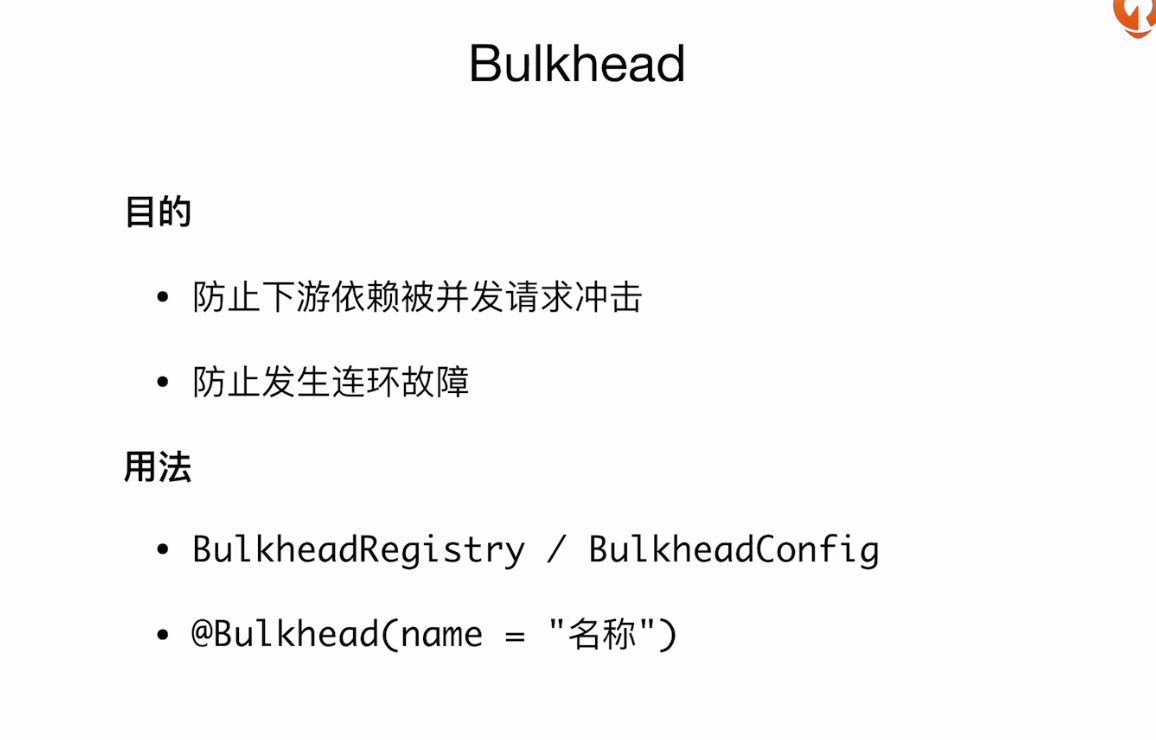 Bulkhead
目的
• 防止下游依赖被并发请求冲击
• 防止发生连环故障
用法
• BulkheadRegistry / BulkheadConfig
• @Bulkhead(name = "名称")